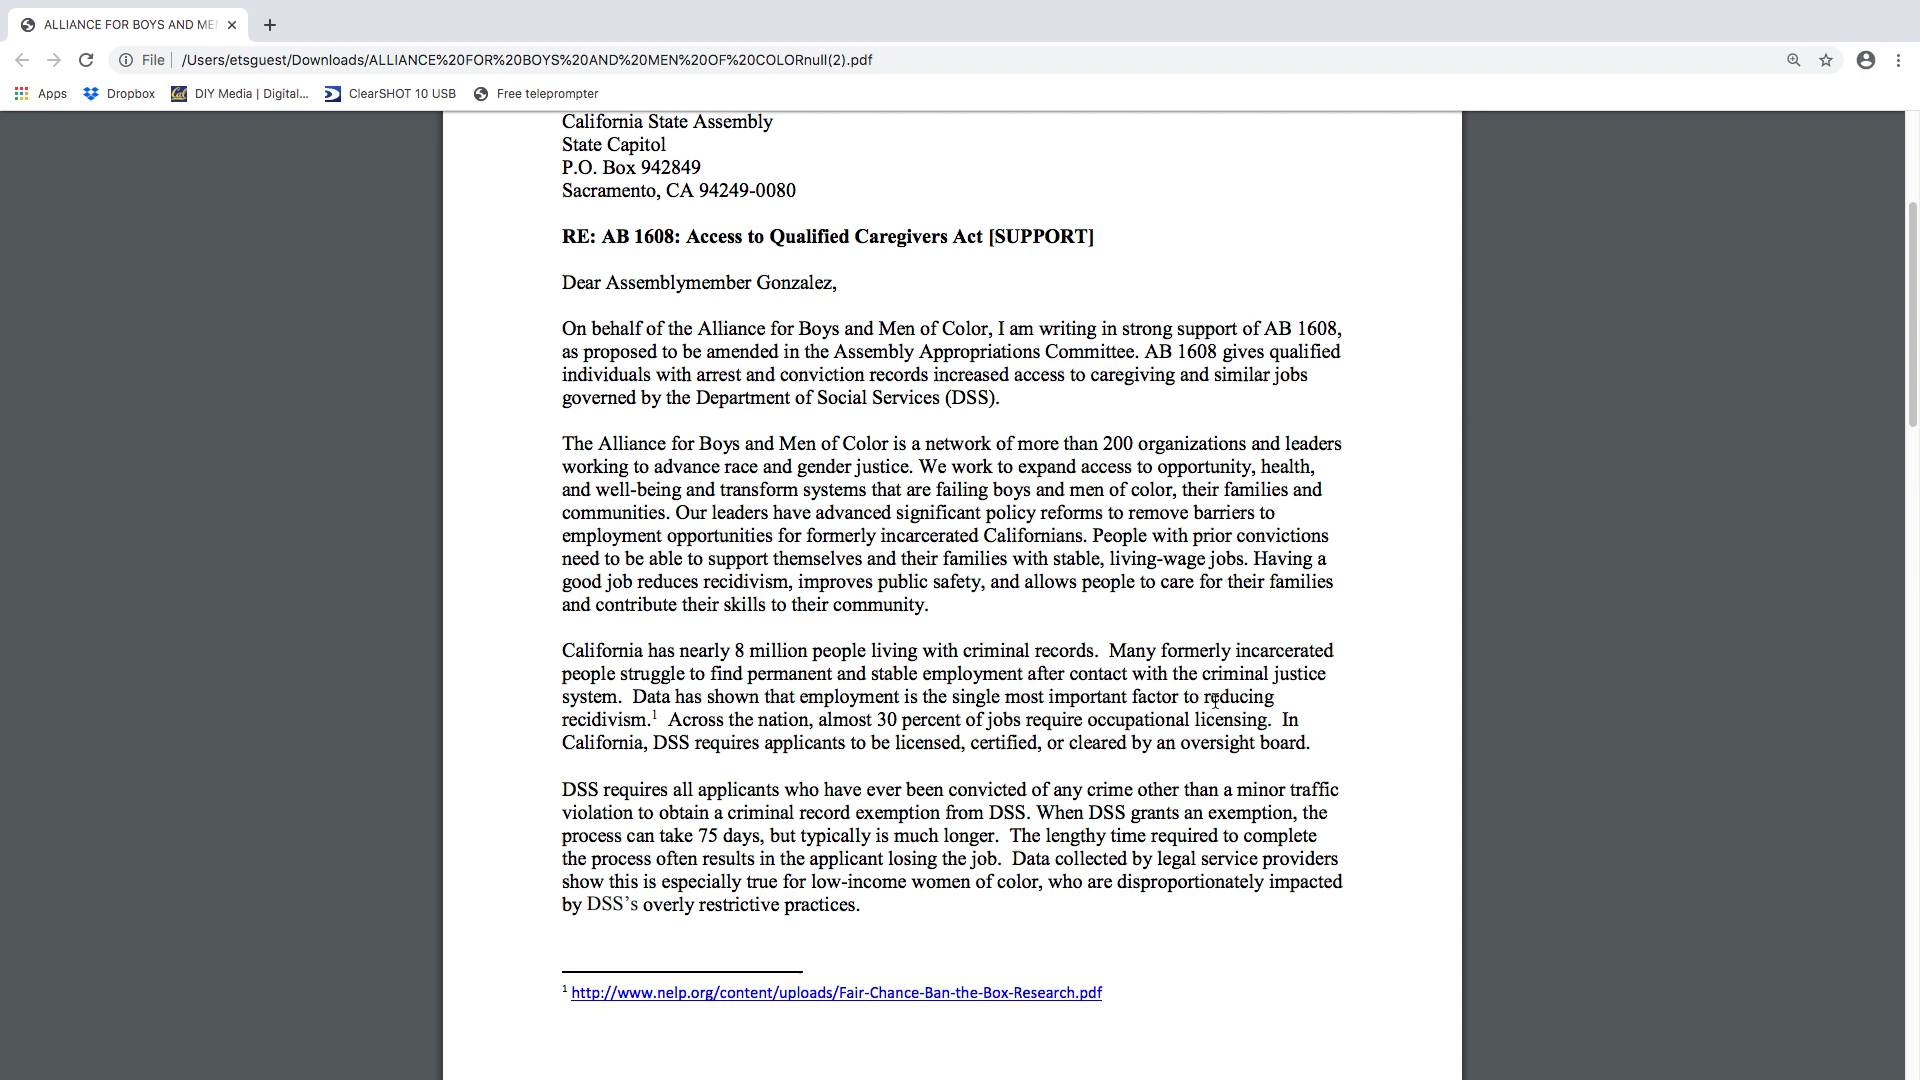 ALLIANCE FOR BOYS AND ME
File /Users/etsguest/Downloads/ALLIANCE%20FOR%20BOYS%20AND%20MEN%20OF%20COLORnull(2).pdf
Apps Dropbox DIY Media | Digital... ClearSHOT 10 USB Free teleprompter
California State Assembly
State Capitol
P.O. Box 942849
Sacramento, CA 94249-0080
RE: AB 1608: Access to Qualified Caregivers Act [SUPPORT]
Dear Assemblymember Gonzalez,
On behalf of the Alliance for Boys and Men of Color, I am writing in strong support of AB 1608,
as proposed to be amended in the Assembly Appropriations Committee. AB 1608 gives qualified
individuals with arrest and conviction records increased access to caregiving and similar jobs
governed by the Department of Social Services (DSS).
The Alliance for Boys and Men of Color is a network of more than 200 organizations and leaders
working to advance race and gender justice. We work to expand access to opportunity, health,
and well-being and transform systems that are failing boys and men of color, their families and
communities. Our leaders have advanced significant policy reforms to remove barriers to
employment opportunities for formerly incarcerated Californians. People with prior convictions
need to be able to support themselves and their families with stable, living-wage jobs. Having a
good job reduces recidivism, improves public safety, and allows people to care for their families
and contribute their skills to their community.
California has nearly 8 million people living with criminal records.  Many formerly incarcerated
people struggle to find permanent and stable employment after contact with the criminal justice
system.  Data has shown that employment is the single most important factor to reducing
recidivism.1  Across the nation, almost 30 percent of jobs require occupational licensing.  In
California, DSS requires applicants to be licensed, certified, or cleared by an oversight board.
DSS requires all applicants who have ever been convicted of any crime other than a minor traffic
violation to obtain a criminal record exemption from DSS. When DSS grants an exemption, the
process can take 75 days, but typically is much longer.  The lengthy time required to complete
the process often results in the applicant losing the job.  Data collected by legal service providers
show this is especially true for low-income women of color, who are disproportionately impacted
by DSS’s overly restrictive practices.
1 http://www.nelp.org/content/uploads/Fair-Chance-Ban-the-Box-Research.pdf